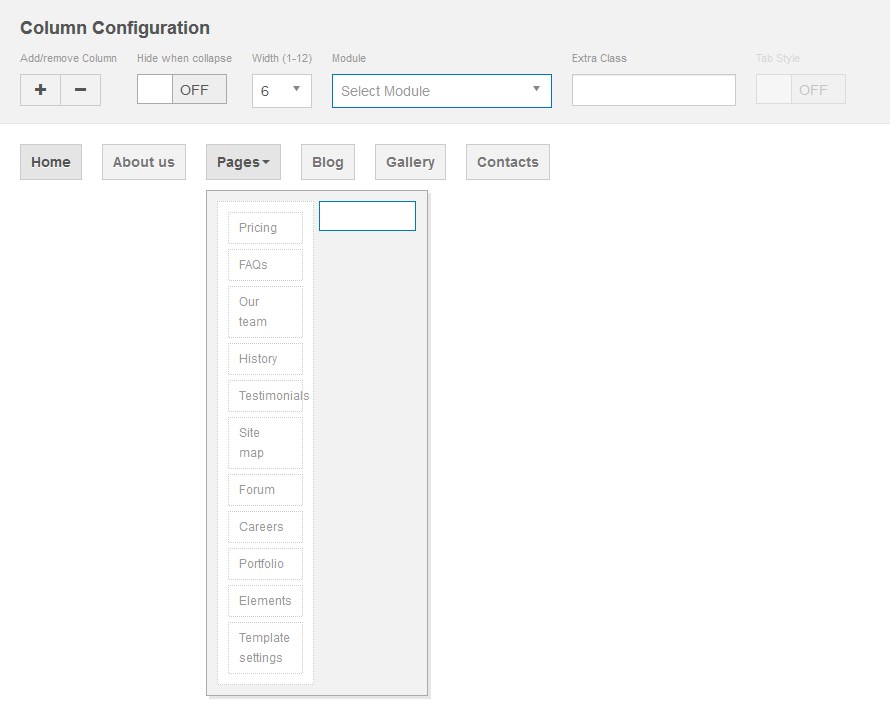 Column Configuration
Add/remove Column Hide when collapse Width (1-12) Module Extra Class Tab Style
+ − OFF 6 Select Module OFF
Home About us Pages Blog Gallery Contacts
Pricing
FAQs
Our
team
History
Testimonials
Site
map
Forum
Careers
Portfolio
Elements
Template
settings